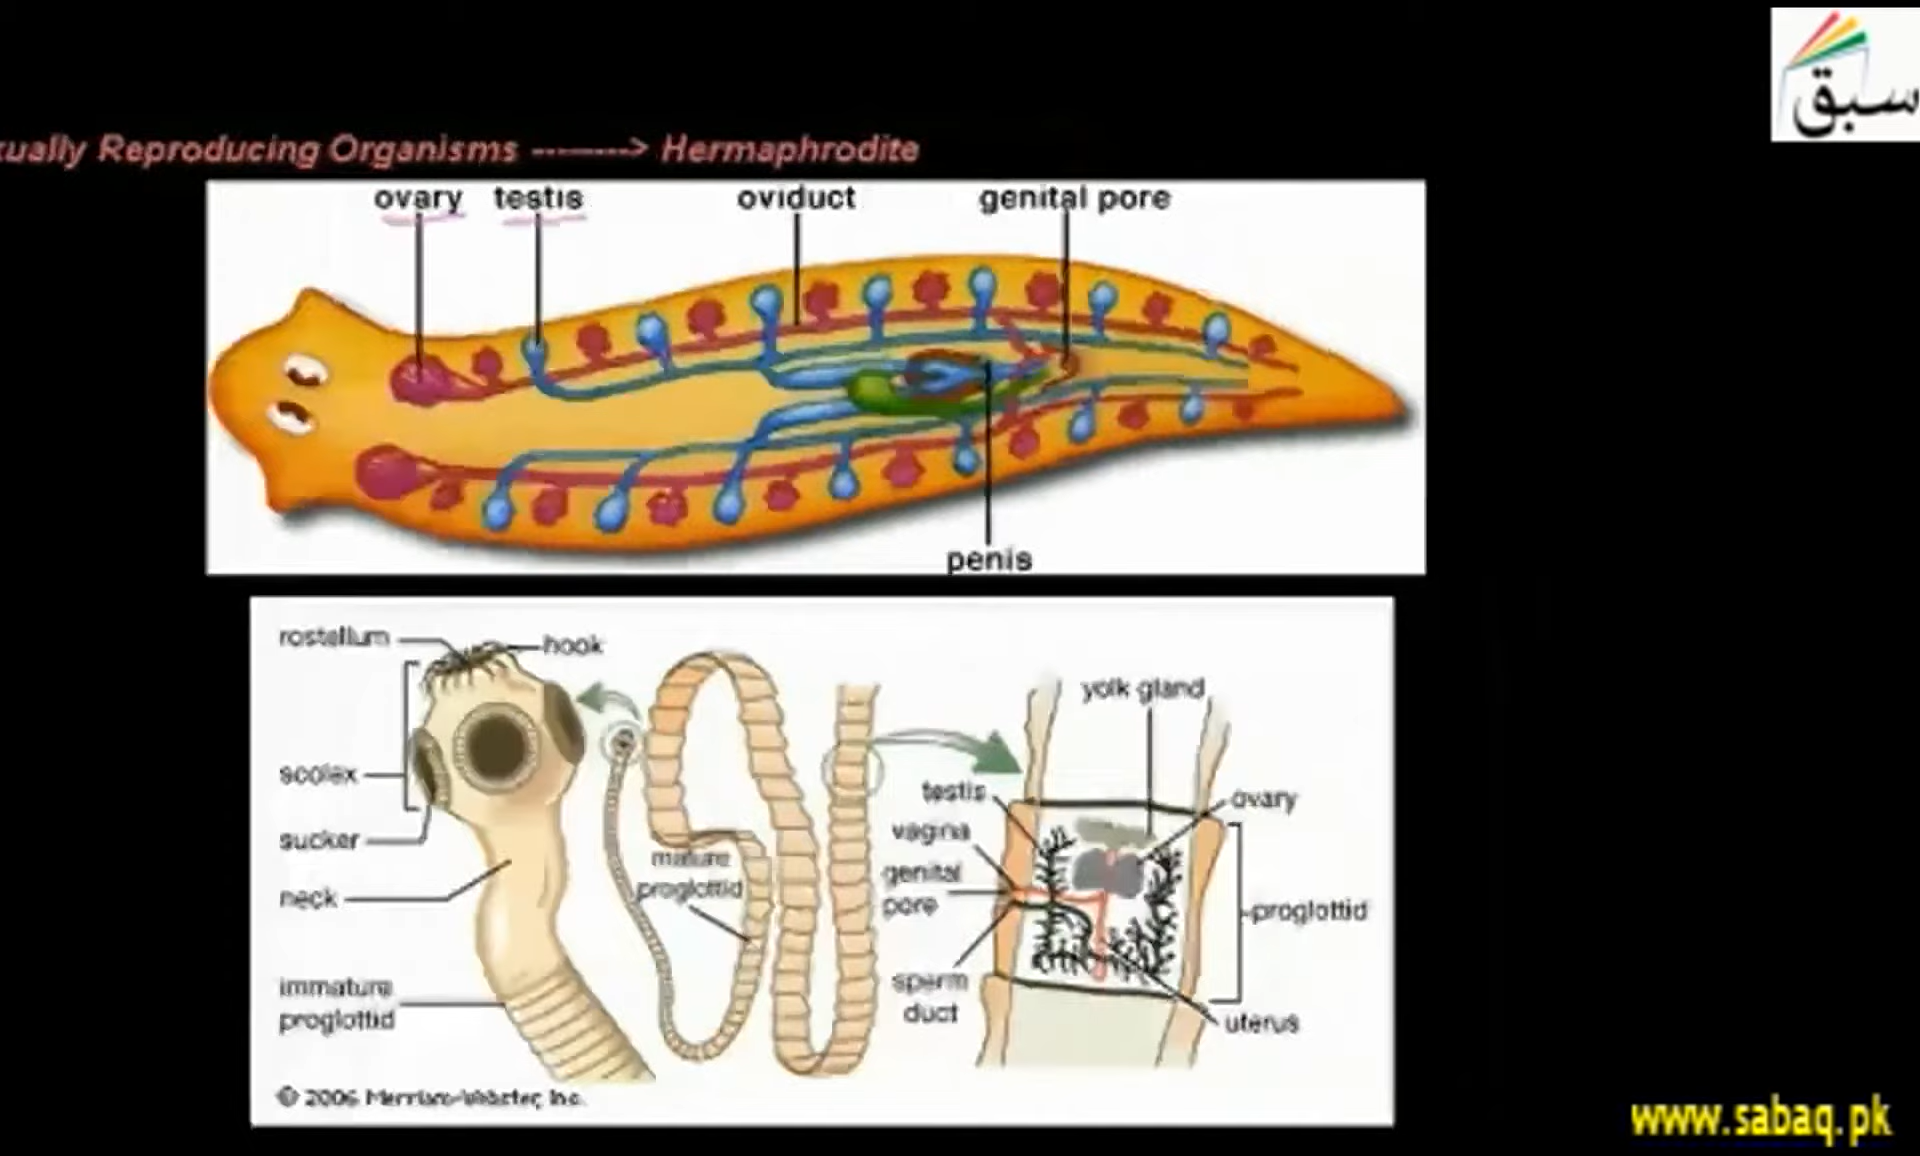 سبق
xually Reproducing Organisms --------> Hermaphrodite
ovary testis oviduct genital pore
penis
rostellum
hook
scolex
sucker
neck
immature
proglottid
mature
proglottid
yolk gland
testis
ovary
vagina
genital
pore
proglottid
sperm
duct
uterus
© 2006 Merriam-Webster, Inc.
www.sabaq.pk